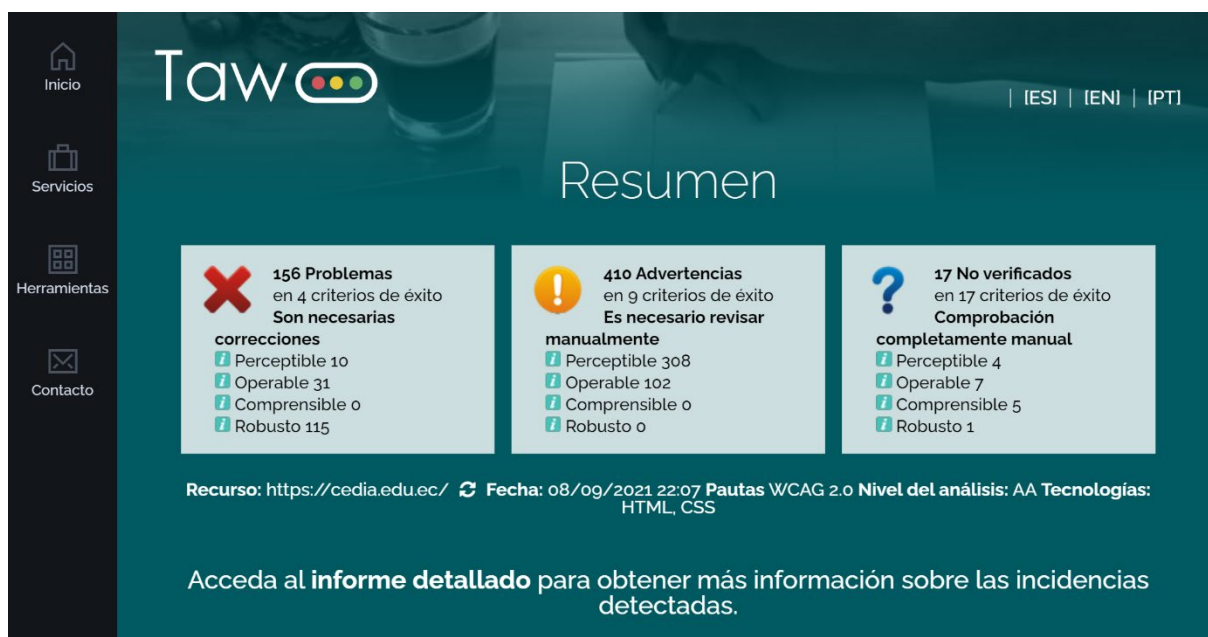 Inicio
Servicios
Herramientas
Contacto
Taw
| [ES] | [EN] | [PT]
Resumen
156 Problemas
en 4 criterios de éxito
Son necesarias
correcciones
Perceptible 10
Operable 31
Comprensible 0
Robusto 115
410 Advertencias
en 9 criterios de éxito
Es necesario revisar
manualmente
Perceptible 308
Operable 102
Comprensible 0
Robusto 0
17 No verificados
en 17 criterios de éxito
Comprobación
completamente manual
Perceptible 4
Operable 7
Comprensible 5
Robusto 1
Recurso: https://cedia.edu.ec/ Fecha: 08/09/2021 22:07 Pautas WCAG 2.0 Nivel del análisis: AA Tecnologías:
HTML, CSS
Acceda al informe detallado para obtener más información sobre las incidencias
detectadas.